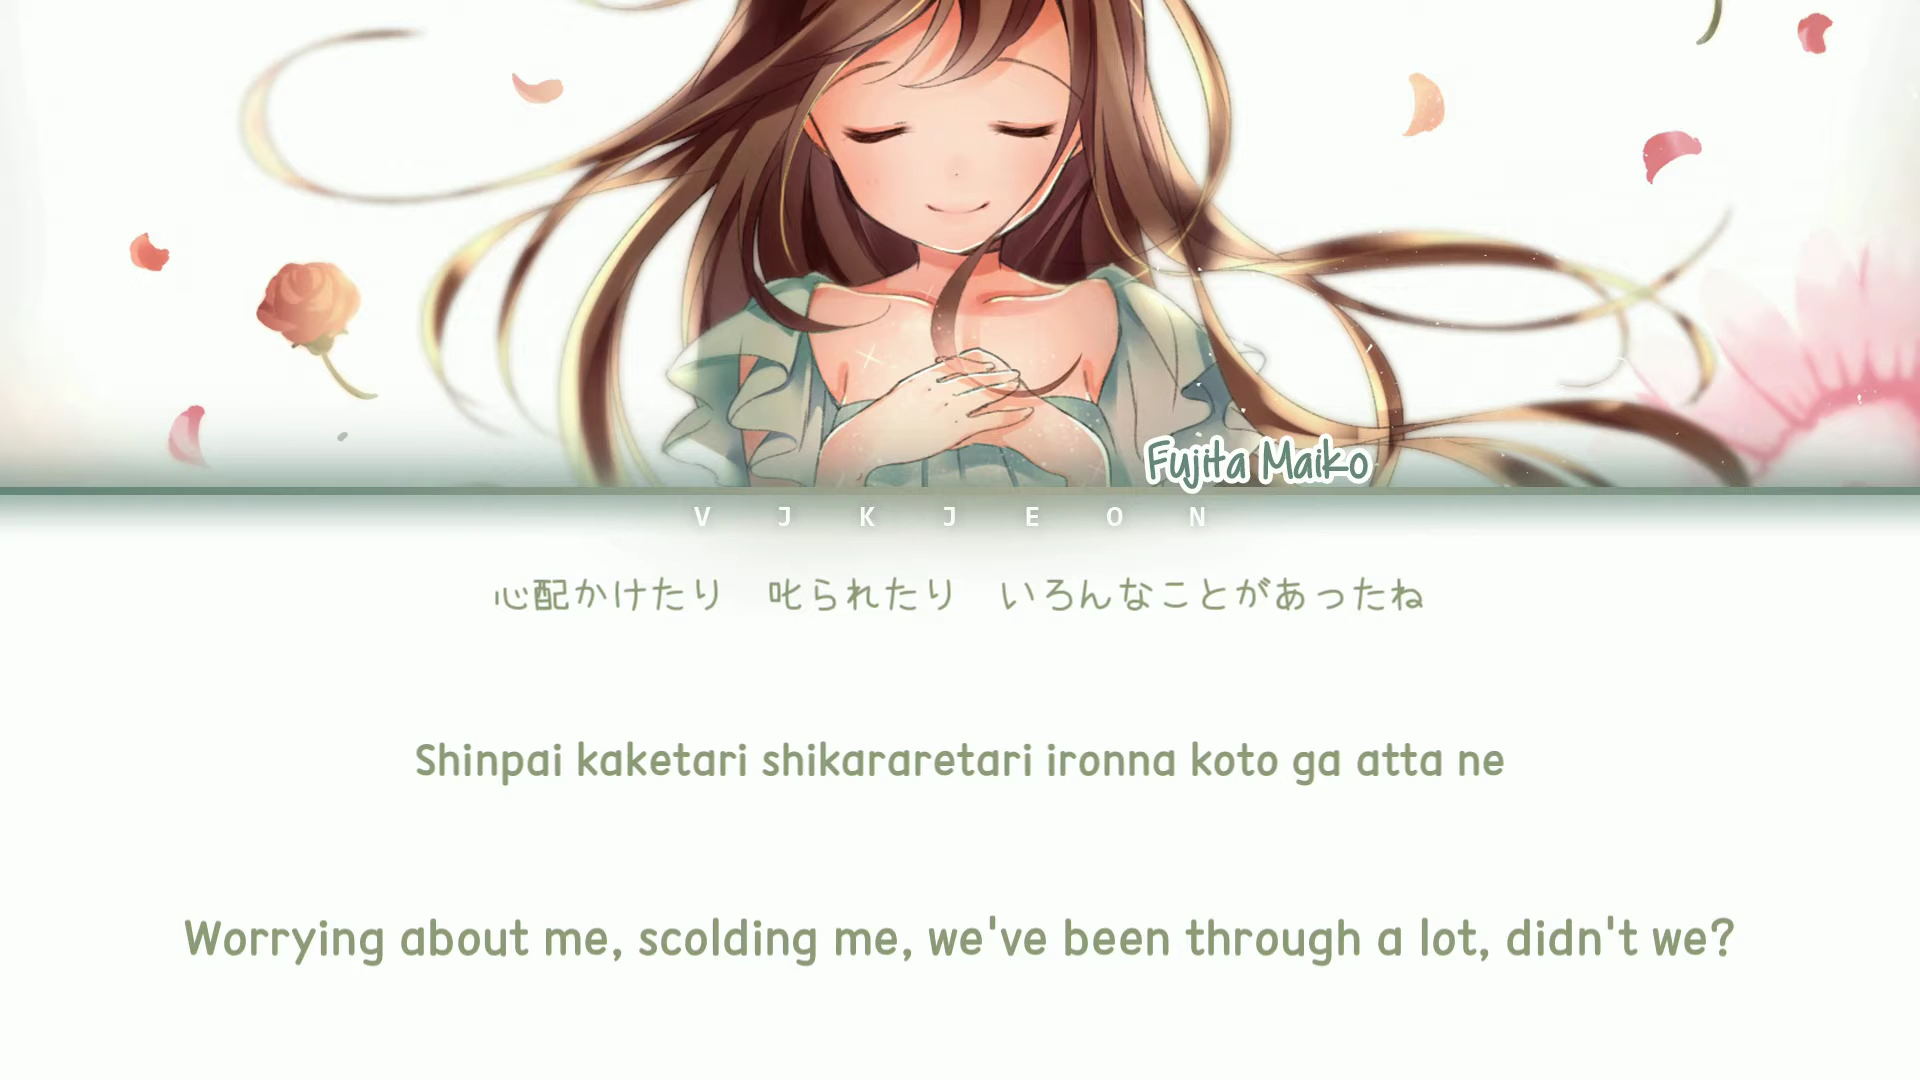 Fujita Maiko
V J K J E O N
心配かけたり　叱られたり　いろんなことがあったね
Shinpai kaketari shikararetari ironna koto ga atta ne
Worrying about me, scolding me, we've been through a lot, didn't we?